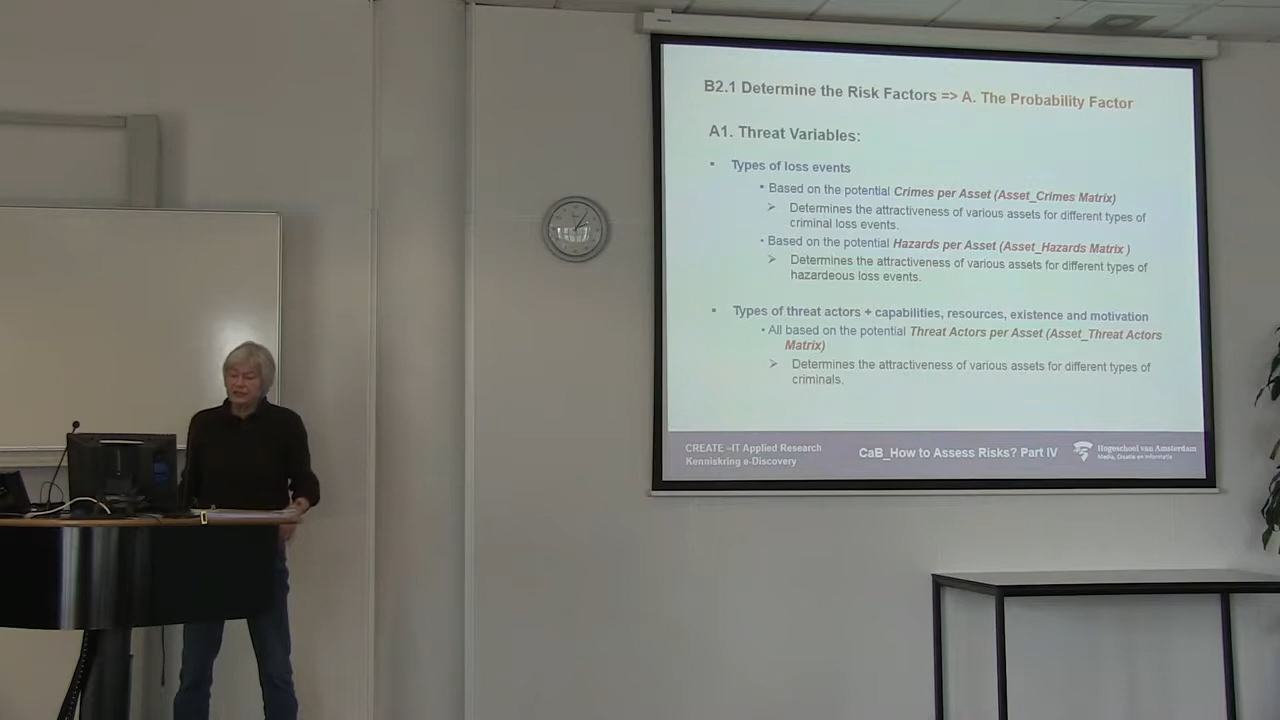 B2.1 Determine the Risk Factors => A. The Probability Factor
A1. Threat Variables:
▪ Types of loss events
• Based on the potential Crimes per Asset (Asset_Crimes Matrix)
➢ Determines the attractiveness of various assets for different types of
criminal loss events.
• Based on the potential Hazards per Asset (Asset_Hazards Matrix )
➢ Determines the attractiveness of various assets for different types of
hazardeous loss events.
▪ Types of threat actors + capabilities, resources, existence and motivation
• All based on the potential Threat Actors per Asset (Asset_Threat Actors
Matrix)
➢ Determines the attractiveness of various assets for different types of
criminals.
CREATE –IT Applied Research
Kenniskring e-Discovery
CaB_How to Assess Risks? Part IV
Hogeschool van Amsterdam
Media, Creatie en Informatie